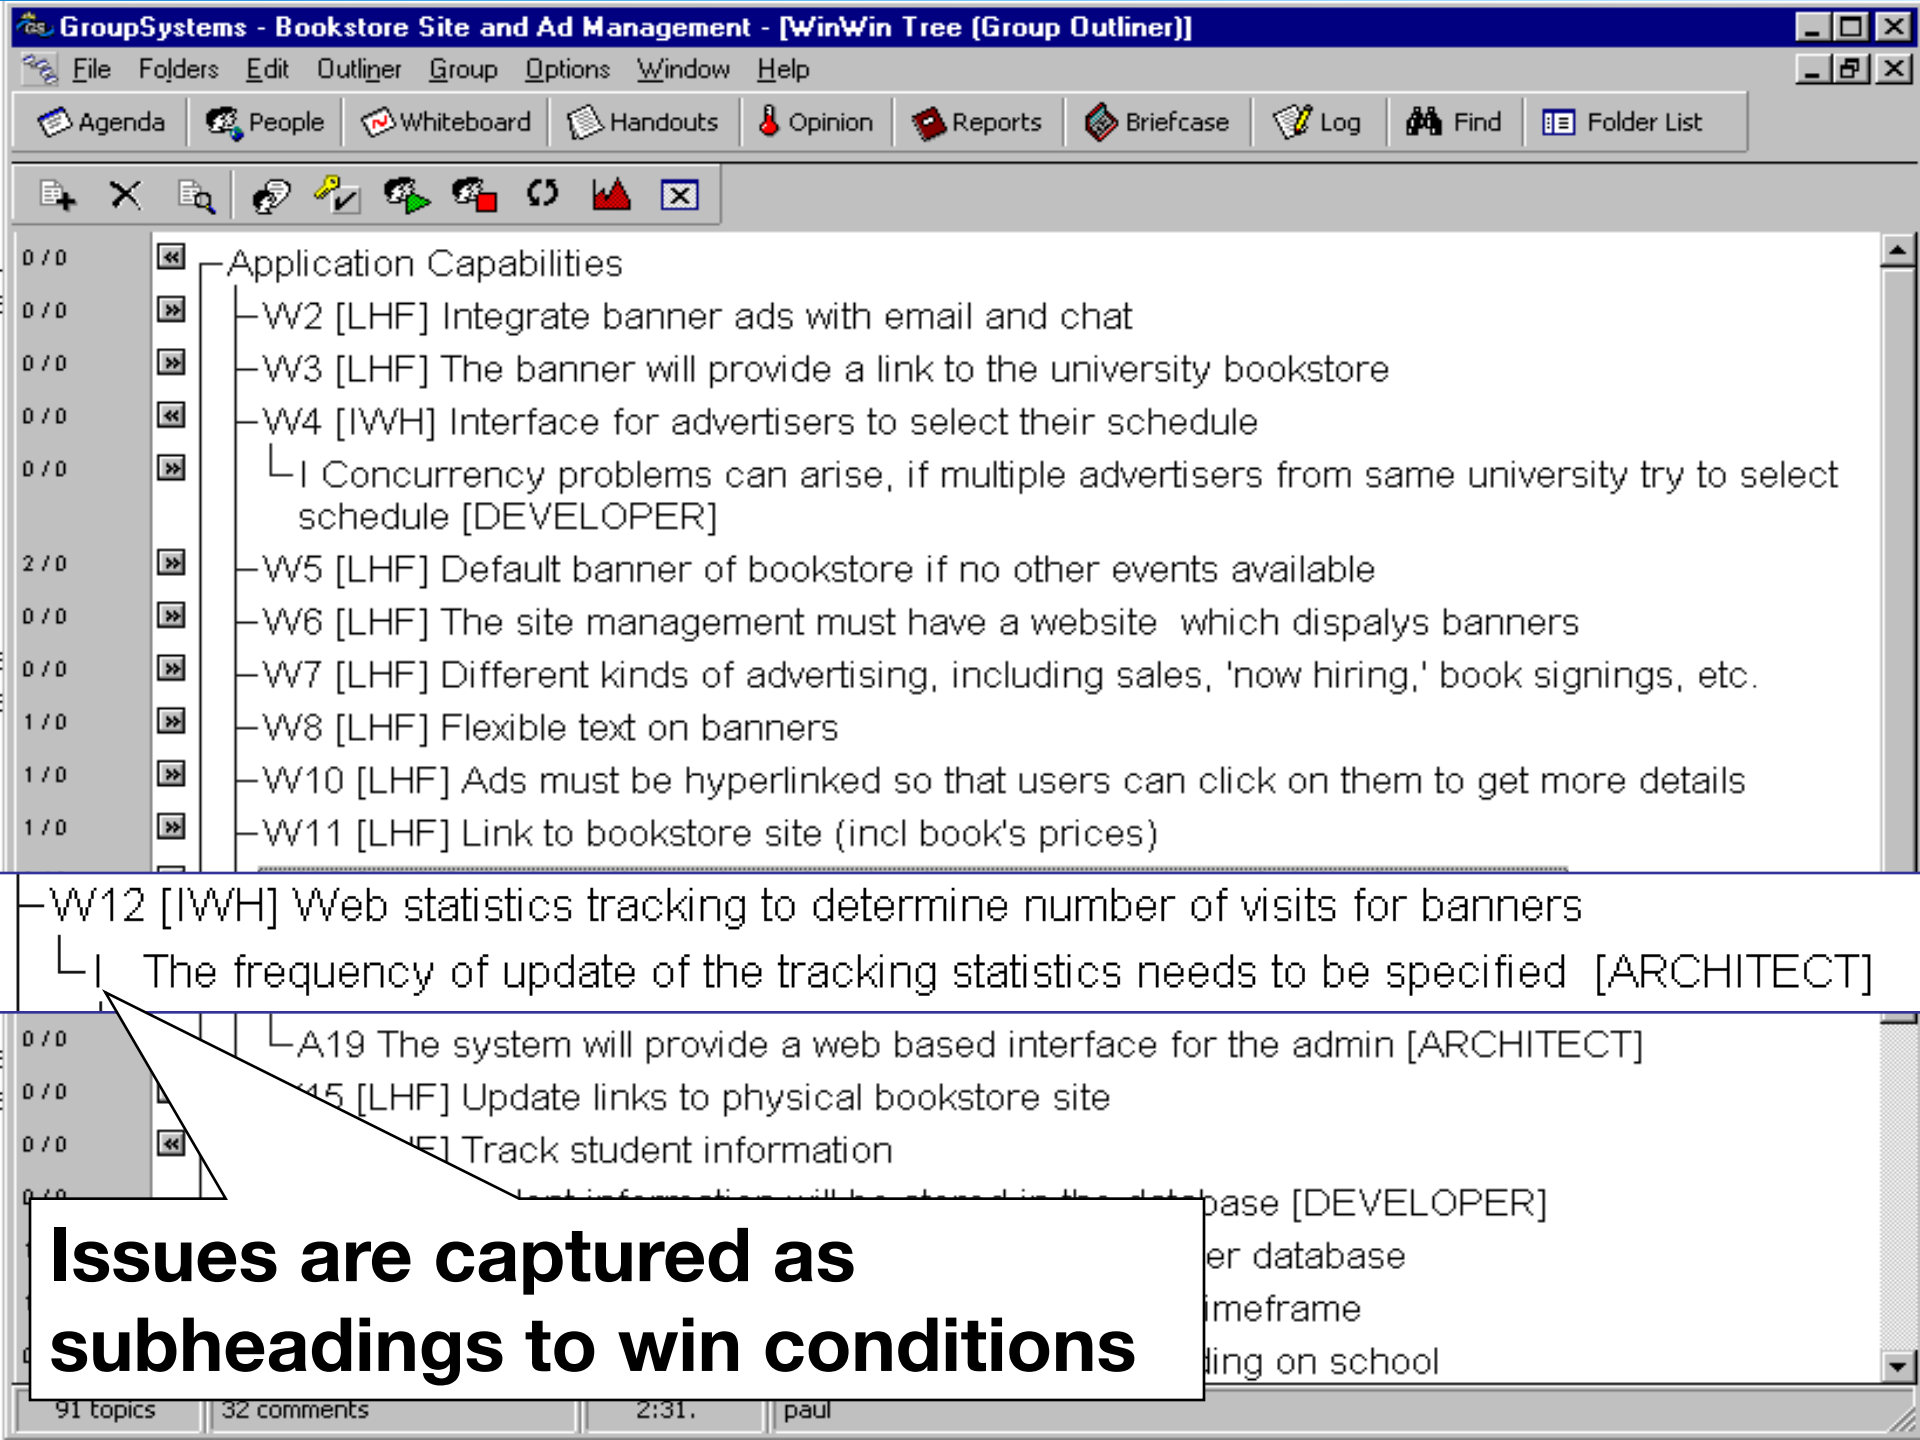 GroupSystems - Bookstore Site and Ad Management - [WinWin Tree (Group Outliner)]
File Folders Edit Outliner Group Options Window Help
Agenda People Whiteboard Handouts Opinion Reports Briefcase Log Find Folder List
0 / 0 Application Capabilities
0 / 0 W2 [LHF] Integrate banner ads with email and chat
0 / 0 W3 [LHF] The banner will provide a link to the university bookstore
0 / 0 W4 [IWH] Interface for advertisers to select their schedule
0 / 0 I Concurrency problems can arise, if multiple advertisers from same university try to select
schedule [DEVELOPER]
2 / 0 W5 [LHF] Default banner of bookstore if no other events available
0 / 0 W6 [LHF] The site management must have a website which dispalys banners
0 / 0 W7 [LHF] Different kinds of advertising, including sales, 'now hiring,' book signings, etc.
1 / 0 W8 [LHF] Flexible text on banners
1 / 0 W10 [LHF] Ads must be hyperlinked so that users can click on them to get more details
1 / 0 W11 [LHF] Link to bookstore site (incl book's prices)
W12 [IWH] Web statistics tracking to determine number of visits for banners
I The frequency of update of the tracking statistics needs to be specified [ARCHITECT]
0 / 0 A19 The system will provide a web based interface for the admin [ARCHITECT]
0 / 0 15 [LHF] Update links to physical bookstore site
0 / 0 Track student information
[DEVELOPER]
database
on school
Issues are captured as
subheadings to win conditions
91 topics 32 comments 2:31. paul